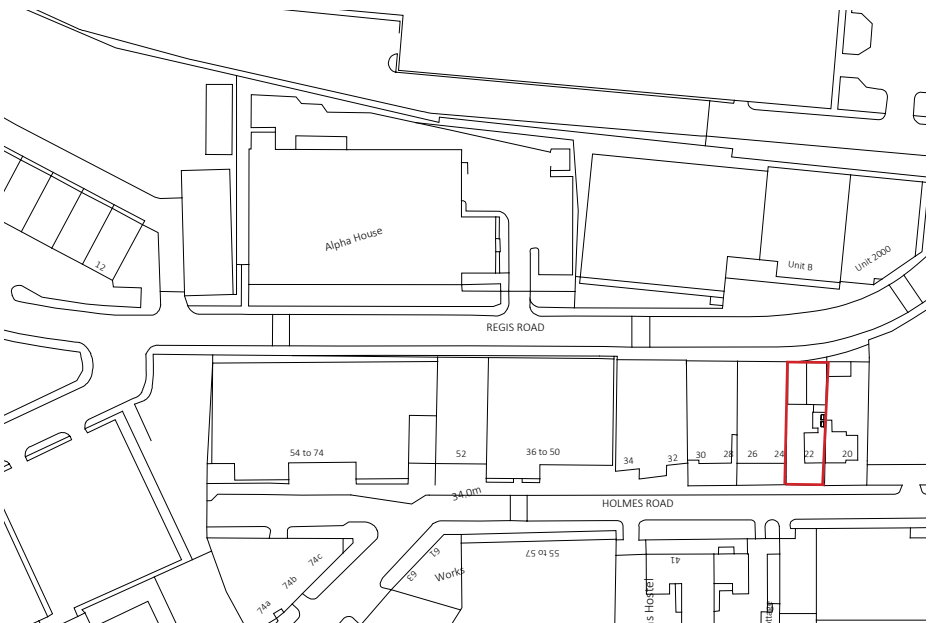 Alpha House
12
Unit B
Unit 2000
REGIS ROAD
54 to 74
52
36 to 50
34
32
30
28
26
24
22
20
34.0m
HOLMES ROAD
74a
74b
74c
63
61
Works
55 to 57
41
Hostel